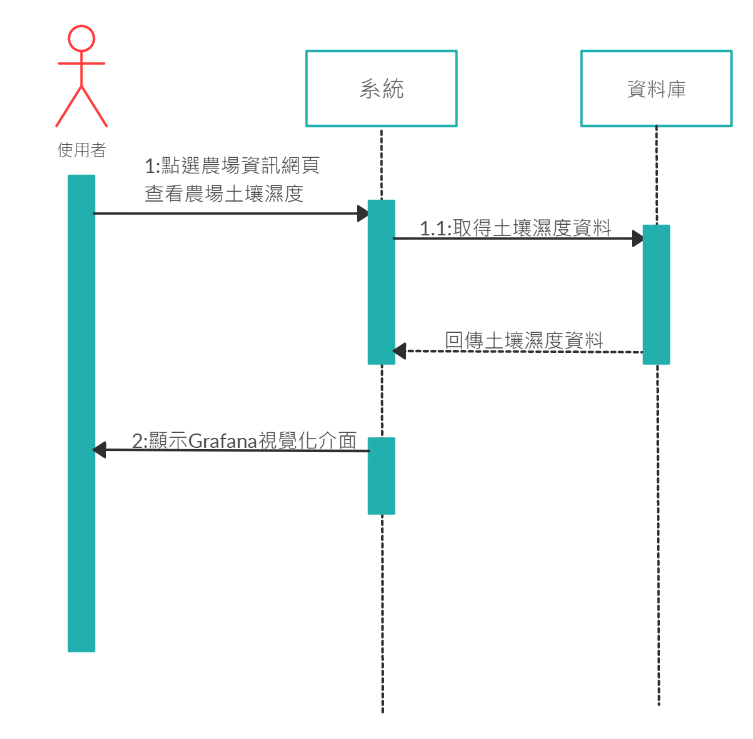 系統
資料庫
使用者
1:點選農場資訊網頁
查看農場土壤濕度
1.1:取得土壤濕度資料
回傳土壤濕度資料
2:顯示Grafana視覺化介面